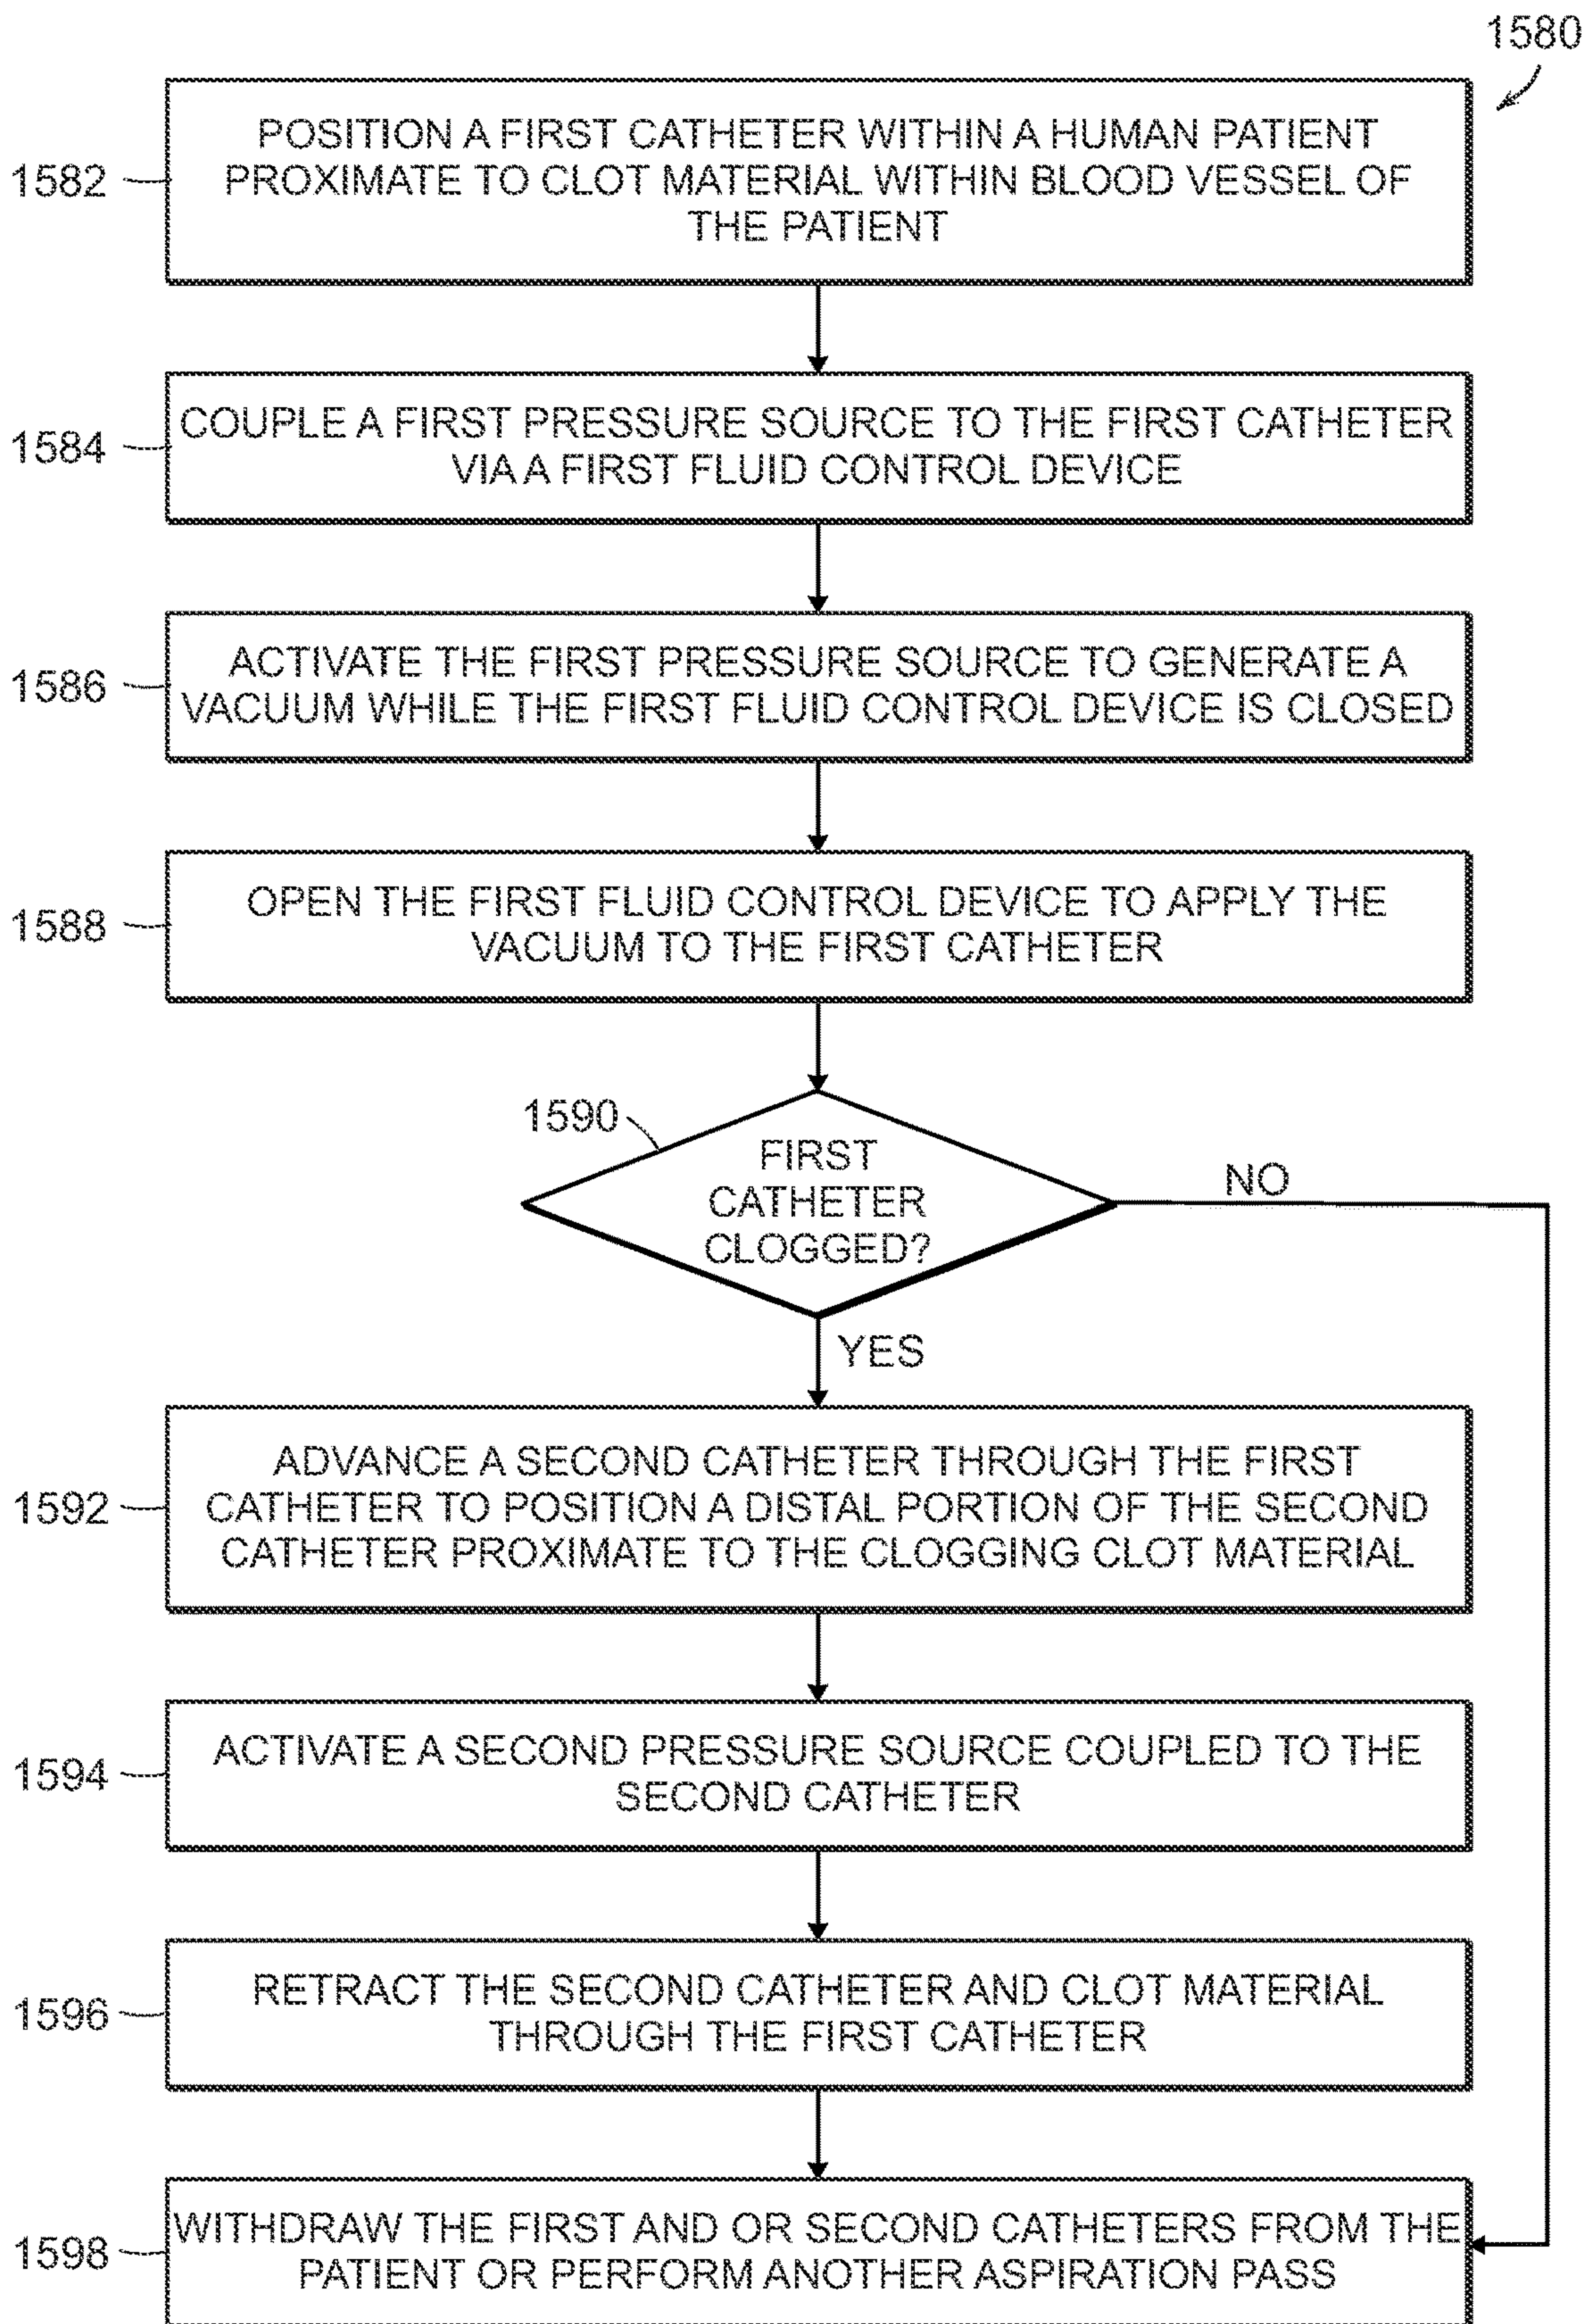 1580
POSITION A FIRST CATHETER WITHIN A HUMAN PATIENT
PROXIMATE TO CLOT MATERIAL WITHIN BLOOD VESSEL OF
THE PATIENT
1582
COUPLE A FIRST PRESSURE SOURCE TO THE FIRST CATHETER
VIA A FIRST FLUID CONTROL DEVICE
1584
ACTIVATE THE FIRST PRESSURE SOURCE TO GENERATE A
VACUUM WHILE THE FIRST FLUID CONTROL DEVICE IS CLOSED
1586
OPEN THE FIRST FLUID CONTROL DEVICE TO APPLY THE
VACUUM TO THE FIRST CATHETER
1588
1590
FIRST
CATHETER
CLOGGED?
NO
YES
ADVANCE A SECOND CATHETER THROUGH THE FIRST
CATHETER TO POSITION A DISTAL PORTION OF THE SECOND
CATHETER PROXIMATE TO THE CLOGGING CLOT MATERIAL
1592
ACTIVATE A SECOND PRESSURE SOURCE COUPLED TO THE
SECOND CATHETER
1594
RETRACT THE SECOND CATHETER AND CLOT MATERIAL
THROUGH THE FIRST CATHETER
1596
WITHDRAW THE FIRST AND OR SECOND CATHETERS FROM THE
PATIENT OR PERFORM ANOTHER ASPIRATION PASS
1598